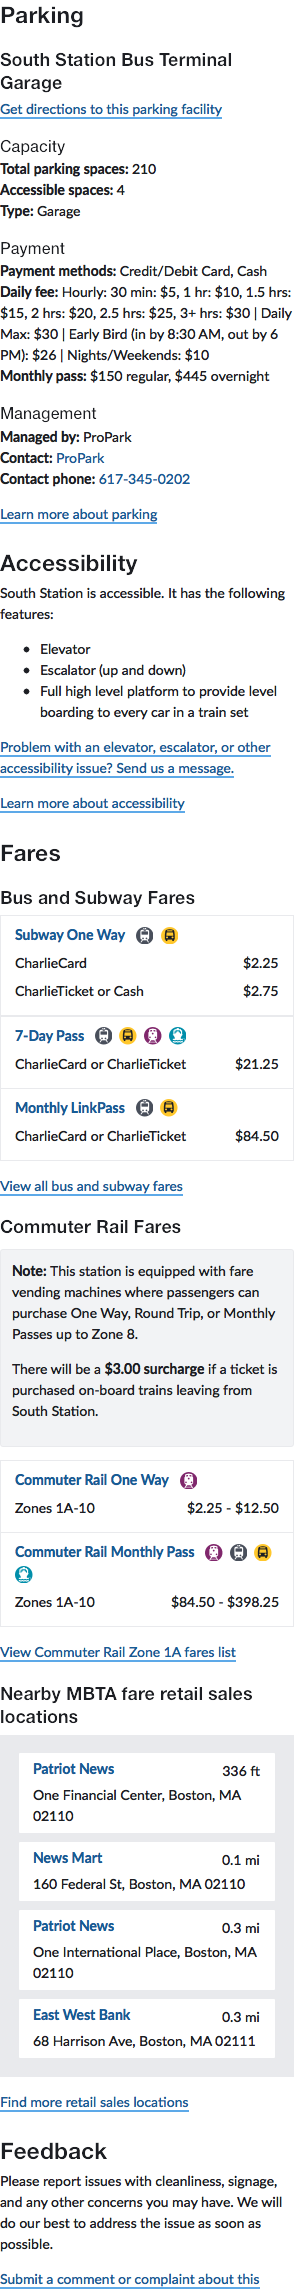 Parking
South Station Bus Terminal
Garage
Get directions to this parking facility
Capacity
Total parking spaces: 210
Accessible spaces: 4
Type: Garage
Payment
Payment methods: Credit/Debit Card, Cash
Daily fee: Hourly: 30 min: $5, 1 hr: $10, 1.5 hrs:
$15, 2 hrs: $20, 2.5 hrs: $25, 3+ hrs: $30 | Daily
Max: $30 | Early Bird (in by 8:30 AM, out by 6
PM): $26 | Nights/Weekends: $10
Monthly pass: $150 regular, $445 overnight
Management
Managed by: ProPark
Contact: ProPark
Contact phone: 617-345-0202
Learn more about parking
Accessibility
South Station is accessible. It has the following
features:
• Elevator
• Escalator (up and down)
• Full high level platform to provide level
boarding to every car in a train set
Problem with an elevator, escalator, or other
accessibility issue? Send us a message.
Learn more about accessibility
Fares
Bus and Subway Fares
Subway One Way
CharlieCard $2.25
CharlieTicket or Cash $2.75
7-Day Pass
CharlieCard or CharlieTicket $21.25
Monthly LinkPass
CharlieCard or CharlieTicket $84.50
View all bus and subway fares
Commuter Rail Fares
Note: This station is equipped with fare
vending machines where passengers can
purchase One Way, Round Trip, or Monthly
Passes up to Zone 8.
There will be a $3.00 surcharge if a ticket is
purchased on-board trains leaving from
South Station.
Commuter Rail One Way
Zones 1A-10 $2.25 - $12.50
Commuter Rail Monthly Pass
Zones 1A-10 $84.50 - $398.25
View Commuter Rail Zone 1A fares list
Nearby MBTA fare retail sales
locations
Patriot News 336 ft
One Financial Center, Boston, MA
02110
News Mart 0.1 mi
160 Federal St, Boston, MA 02110
Patriot News 0.3 mi
One International Place, Boston, MA
02110
East West Bank 0.3 mi
68 Harrison Ave, Boston, MA 02111
Find more retail sales locations
Feedback
Please report issues with cleanliness, signage,
and any other concerns you may have. We will
do our best to address the issue as soon as
possible.
Submit a comment or complaint about this